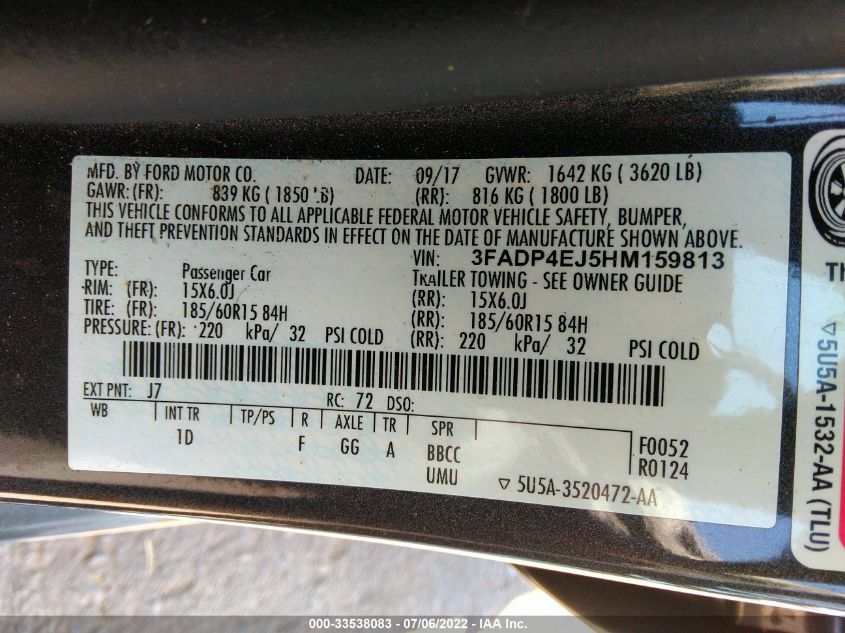 MFD. BY FORD MOTOR CO. DATE: 09/17 GVWR: 1642 KG ( 3620 LB)
GAWR: (FR): 839 KG ( 1850 LB) (RR): 816 KG ( 1800 LB)
THIS VEHICLE CONFORMS TO ALL APPLICABLE FEDERAL MOTOR VEHICLE SAFETY, BUMPER,
AND THEFT PREVENTION STANDARDS IN EFFECT ON THE DATE OF MANUFACTURE SHOWN ABOVE.
VIN: 3FADP4EJ5HM159813
TYPE: Passenger Car TRAILER TOWING - SEE OWNER GUIDE
RIM: (FR): 15X6.0J (RR): 15X6.0J
TIRE: (FR): 185/60R15 84H (RR): 185/60R15 84H
PRESSURE: (FR): 220 kPa/ 32 PSI COLD (RR): 220 kPa/ 32 PSI COLD
EXT PNT: J7 RC: 72 DSO:
WB INT TR TP/PS R AXLE TR SPR
1D F GG A BBCC F0052
UMU R0124
▽ 5U5A-3520472-AA
Th
▽ 5U5A-1532-AA (TLU)
000-33538083 - 07/06/2022 - IAA Inc.